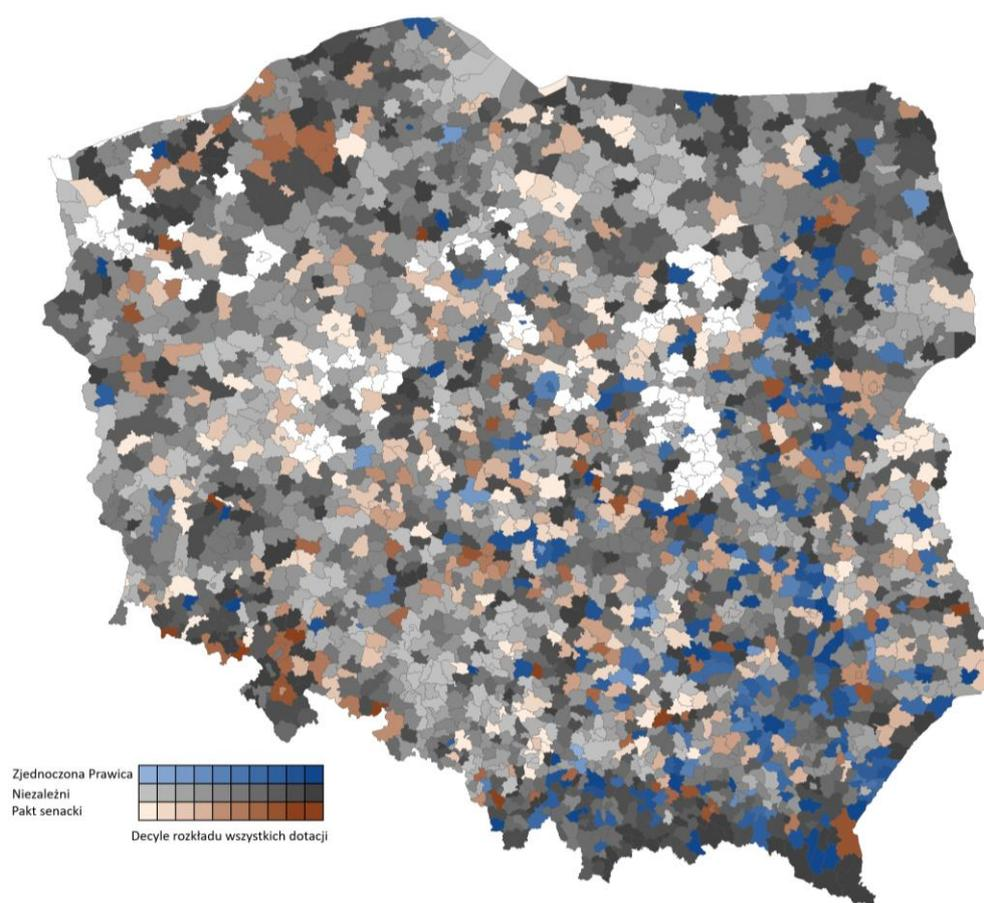 Zjednoczona Prawica
Niezależni
Pakt senacki
Decyle rozkładu wszystkich dotacji